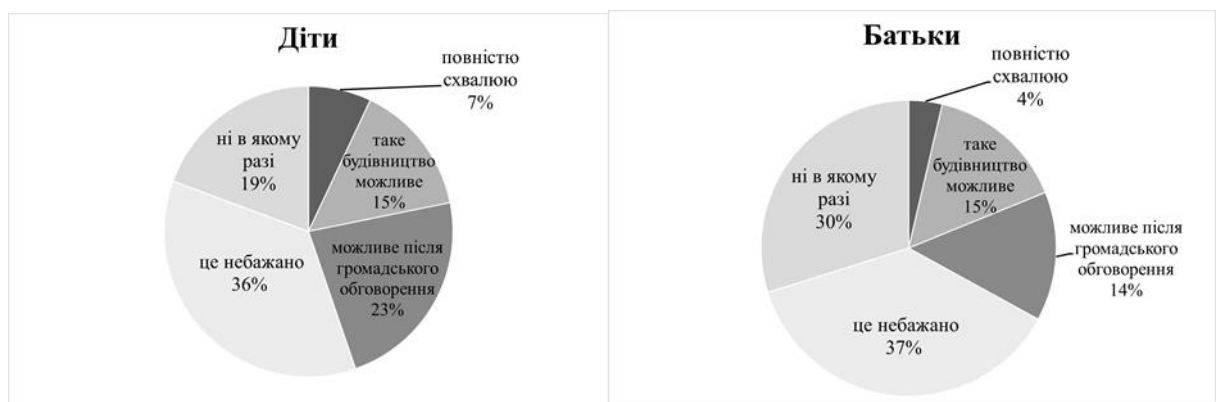 Діти
повністю
схвалюю
7%
таке
будівництво
можливе
15%
можливе після
громадського
обговорення
23%
це небажано
36%
ні в якому
разі
19%
Батьки
повністю
схвалюю
4%
таке
будівництво
можливе
15%
можливе після
громадського
обговорення
14%
це небажано
37%
ні в якому
разі
30%